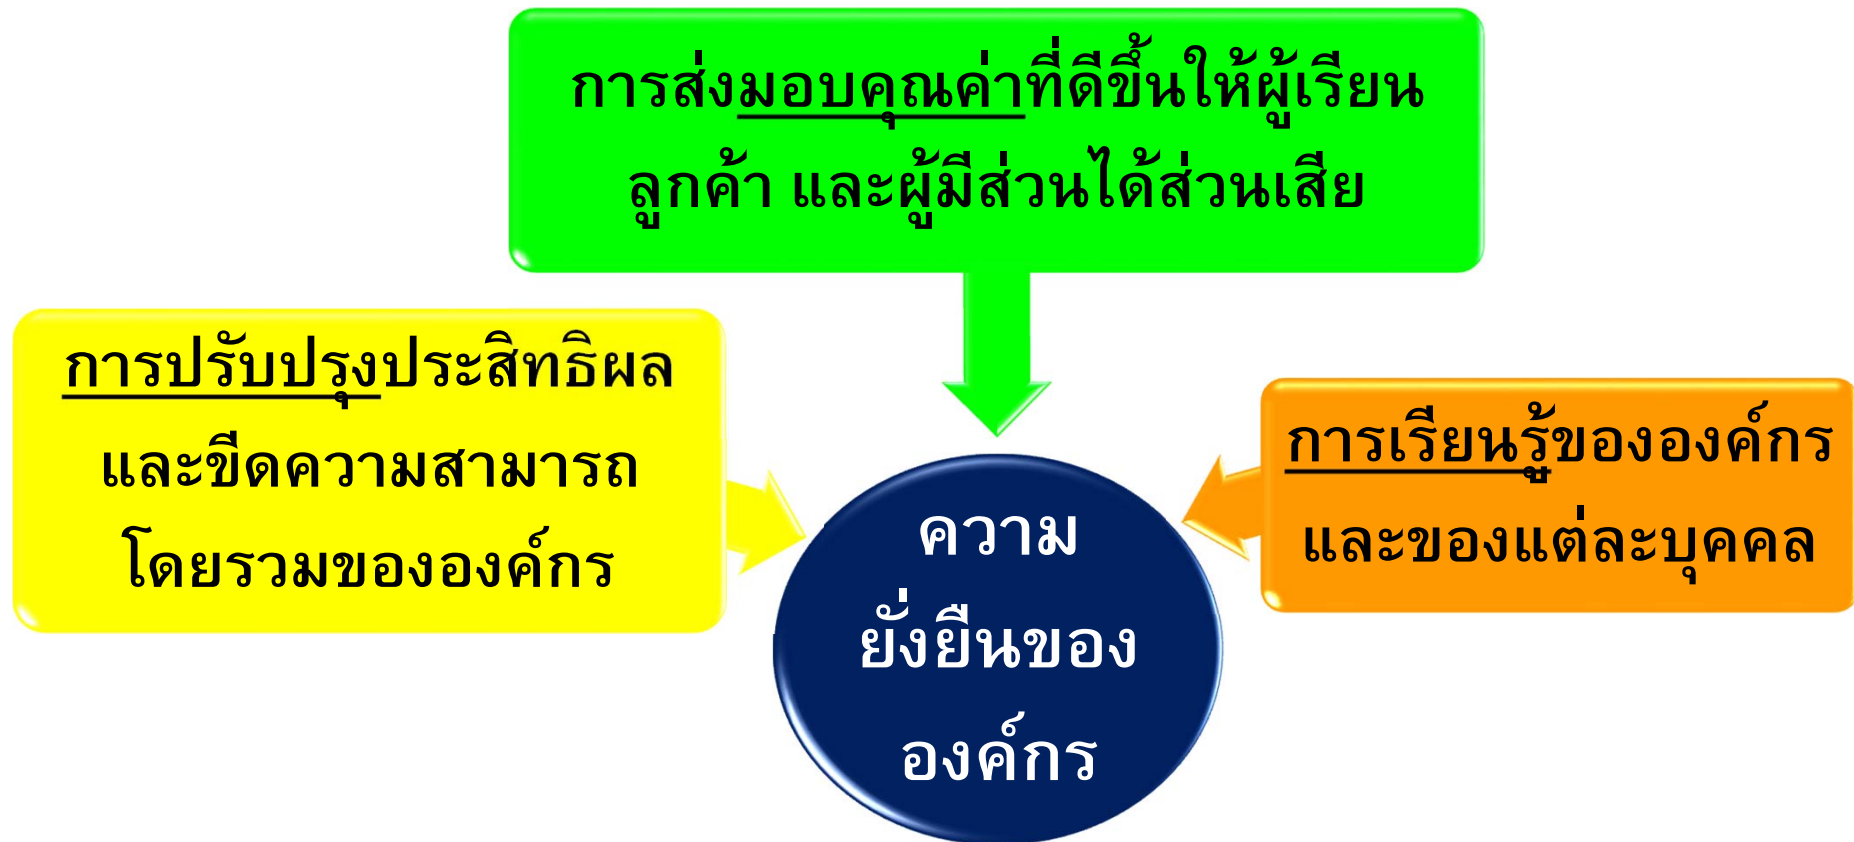 การส่งมอบคุณค่าที่ดีขึ้นให้ผู้เรียน
ลูกค้า และผู้มีส่วนได้ส่วนเสีย
การปรับปรุงประสิทธิผล
และขีดความสามารถ
โดยรวมขององค์กร
การเรียนรู้ขององค์กร
และของแต่ละบุคคล
ความ
ยั่งยืนของ
องค์กร